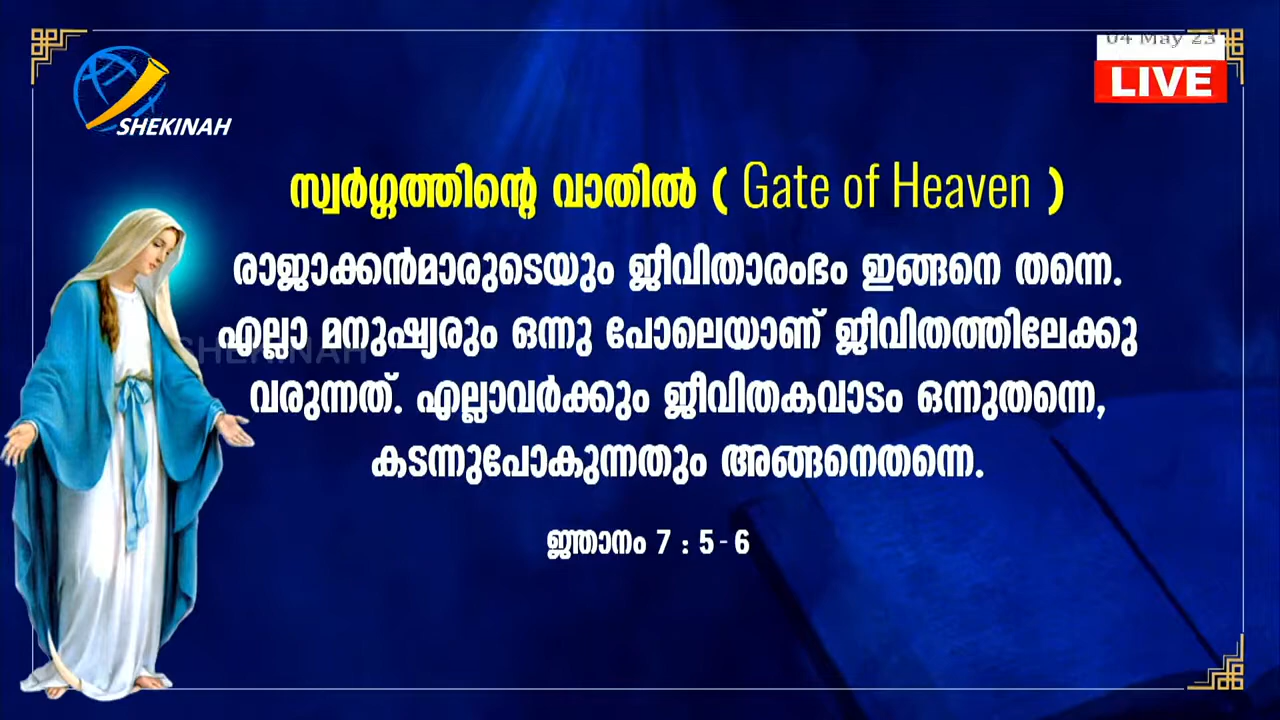 04 May 23
LIVE
SHEKINAH
സ്വർഗ്ഗത്തിന്റെ വാതിൽ ( Gate of Heaven )
രാജാക്കൻമാരുടെയും ജീവിതാരംഭം ഇങ്ങനെ തന്നെ.
എല്ലാ മനുഷ്യരും ഒന്നു പോലെയാണ് ജീവിതത്തിലേക്കു
SHEKINAH
വരുന്നത്. എല്ലാവർക്കും ജീവിതകവാടം ഒന്നുതന്നെ,
കടന്നുപോകുന്നതും അങ്ങനെതന്നെ.
ജ്ഞാനം 7 : 5 - 6